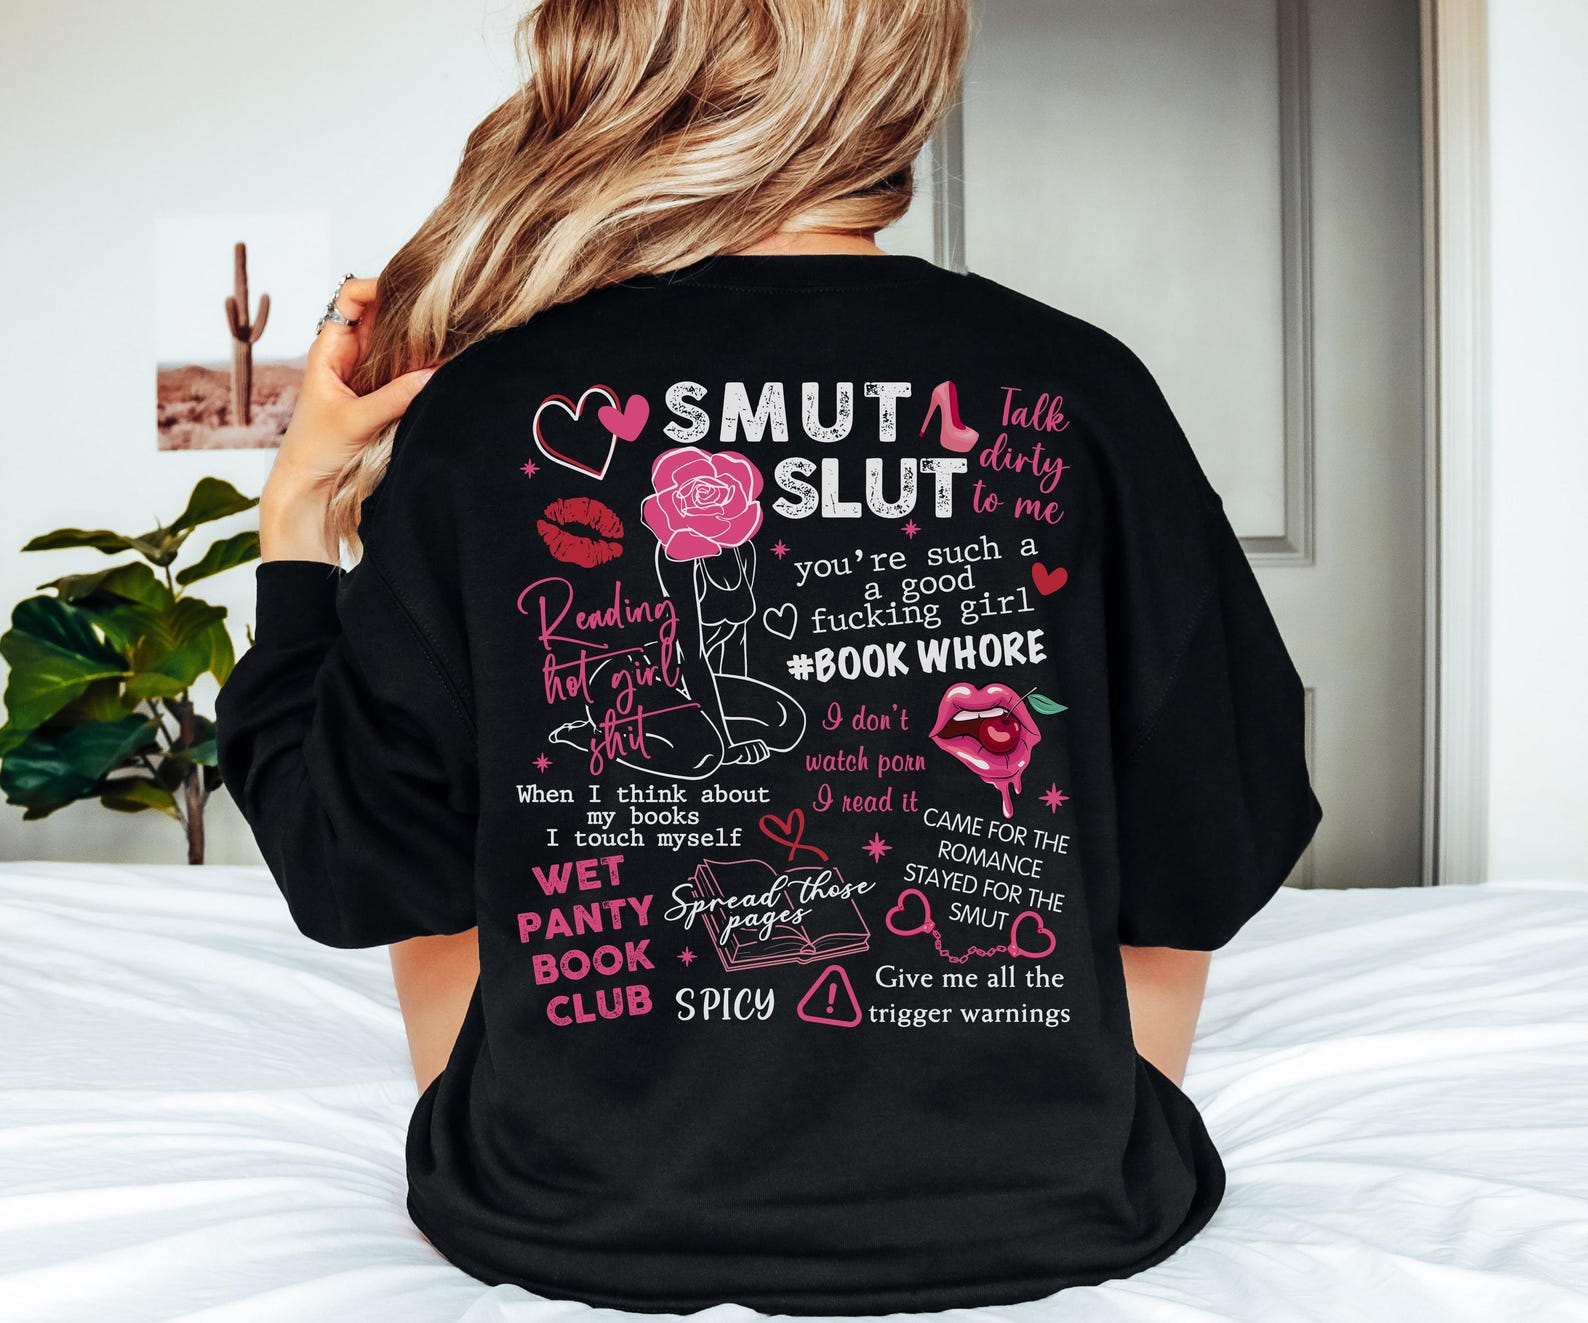 SMUT
SLUT
Talk
dirty
to me
you're such a
a good
fucking girl
#BOOK WHORE
Reading
hot girl
shit
I don't
watch porn
I read it
When I think about
my books
I touch myself
CAME FOR THE
ROMANCE
STAYED FOR THE
SMUT
WET
PANTY
BOOK
CLUB
Spread those
pages
SPICY
!
Give me all the
trigger warnings